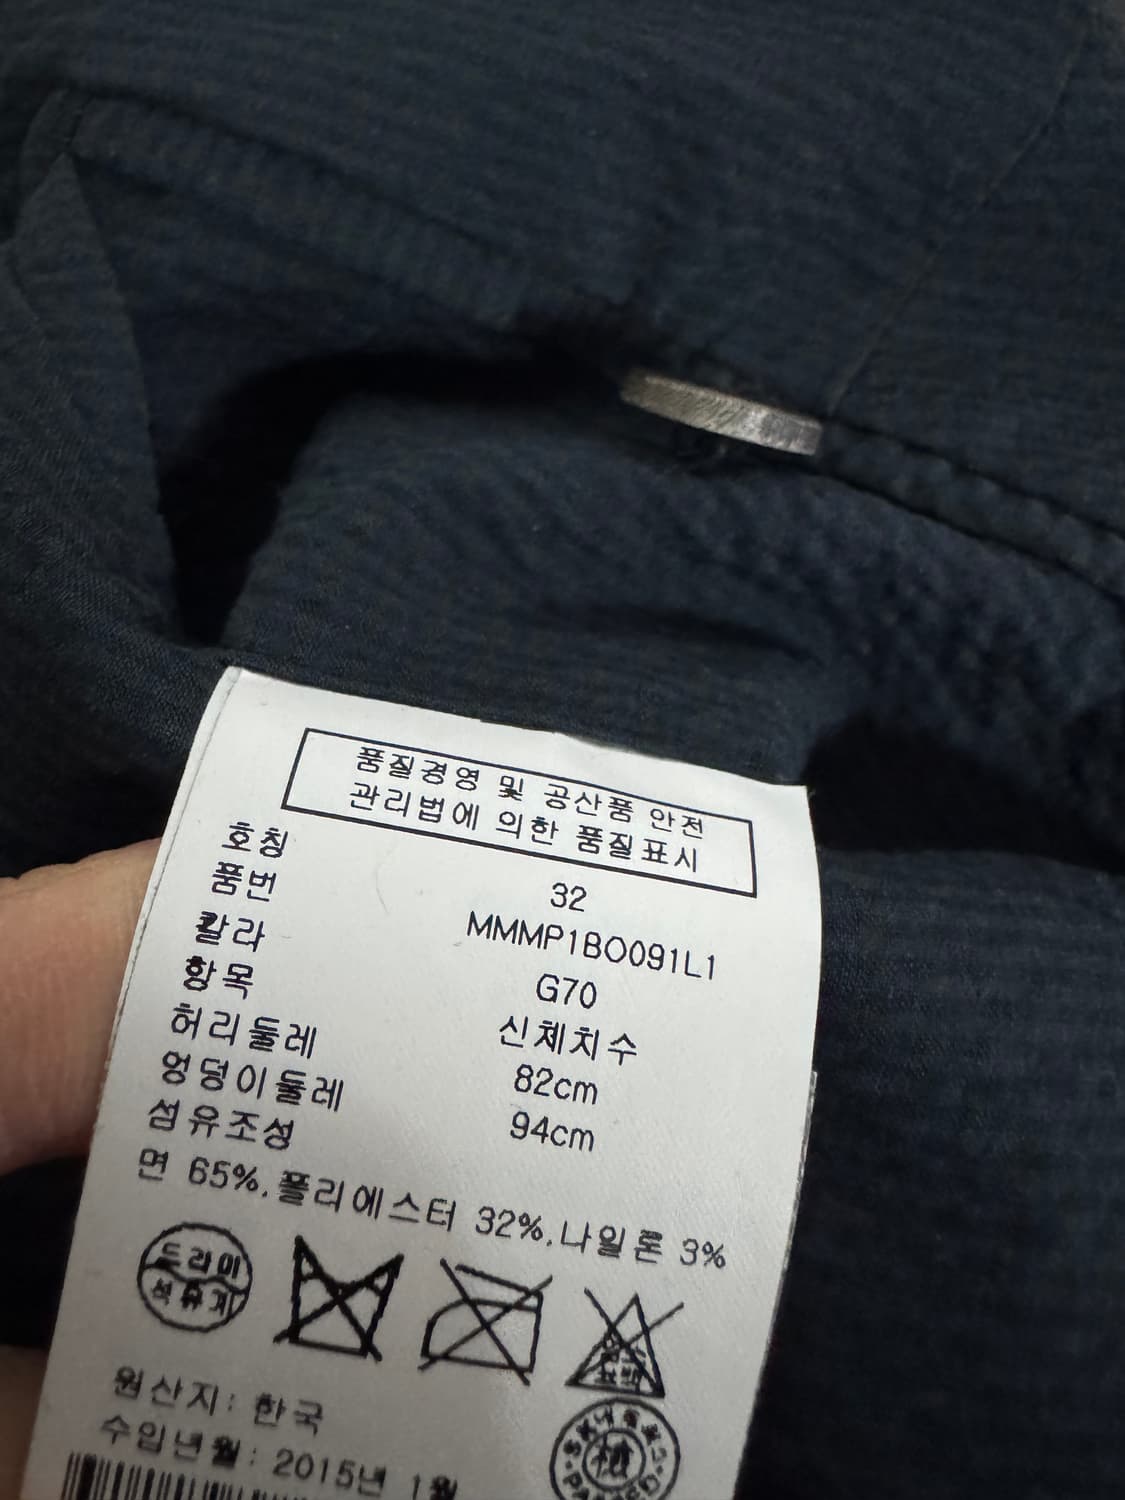 품질경영 및 공산품 안전
관리법에 의한 품질표시
호칭 32
품번 MMMP1BO091L1
칼라 G70
항목 신체치수
허리둘레 82cm
엉덩이둘레 94cm
섬유조성
면 65%.폴리에스터 32%.나일론 3%
드라이
석유계
원산지: 한국
수입년월: 2015년 1월